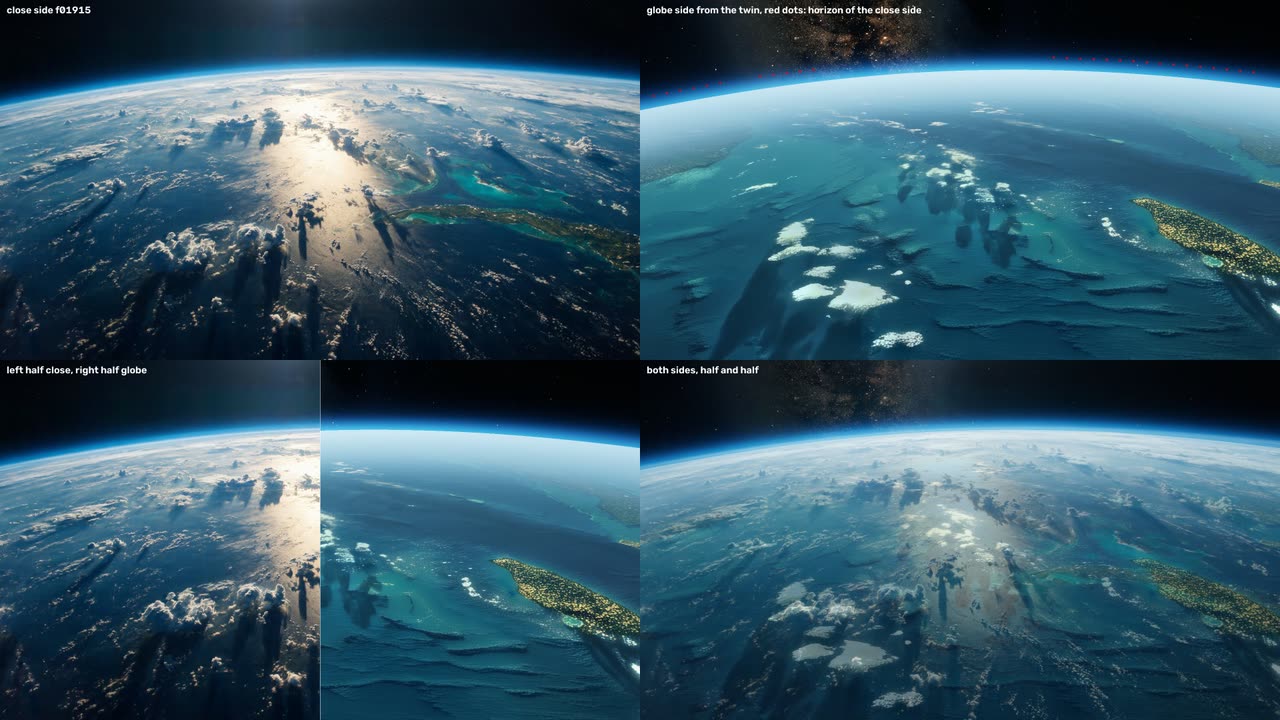 close side f01915
globe side from the twin, red dots: horizon of the close side
left half close, right half globe
both sides, half and half